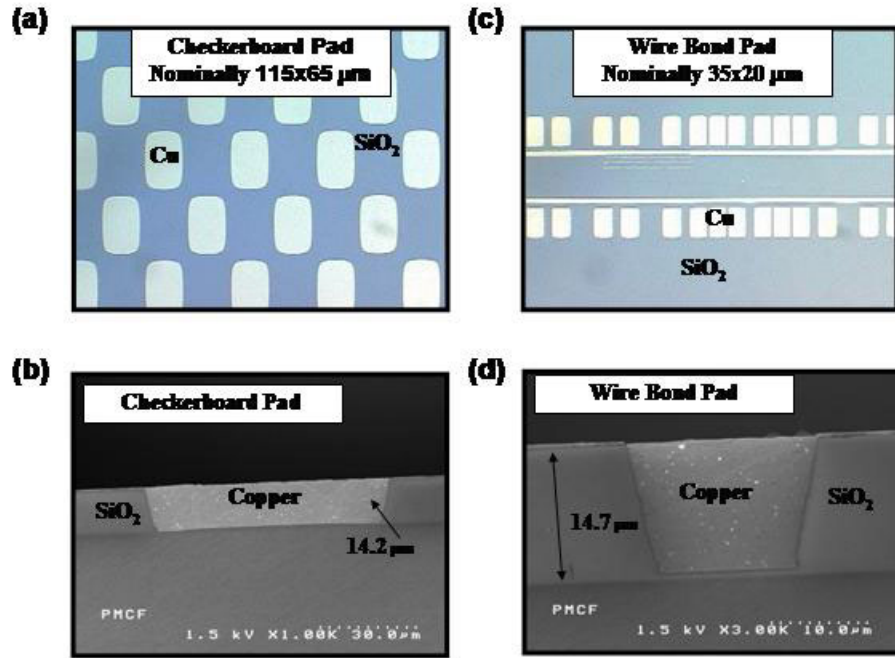 (a)
Checkerboard Pad
Nominally 115x65 µm
Cu
SiO₂
(c)
Wire Bond Pad
Nominally 35x20 µm
Cu
SiO₂
(b)
Checkerboard Pad
SiO₂
Copper
14.2 µm
PMCF
1.5 kV X1.00K 30.0µm
(d)
Wire Bond Pad
14.7 µm
Copper
SiO₂
PMCF
1.5 kV X3.00K 10.0µm